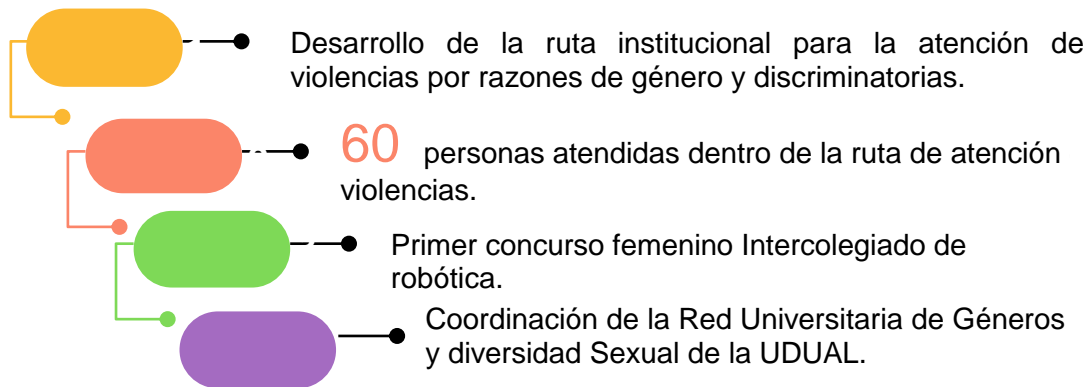 Desarrollo de la ruta institucional para la atención de
violencias por razones de género y discriminatorias.
60 personas atendidas dentro de la ruta de atención
violencias.
Primer concurso femenino Intercolegiado de
robótica.
Coordinación de la Red Universitaria de Géneros
y diversidad Sexual de la UDUAL.